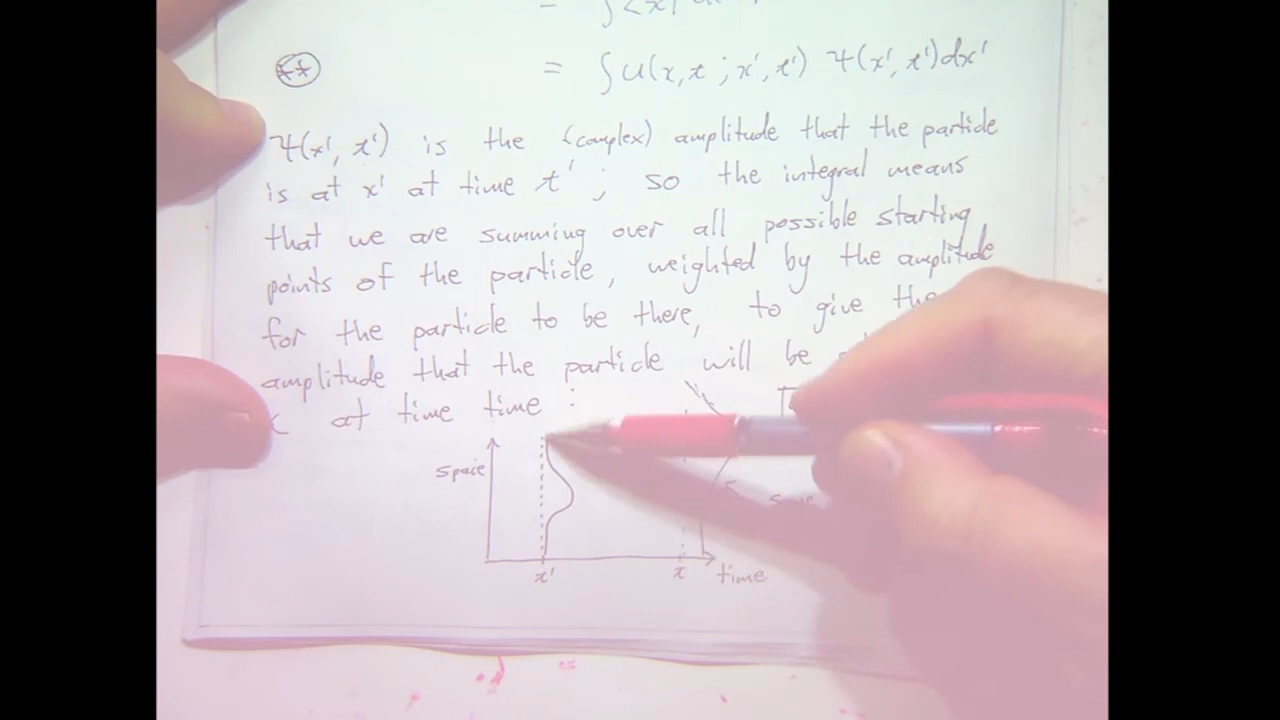 = ∫⟨x|
⊛⊛ = ∫U(x,t ; x', t') Ψ(x', t')dx'
Ψ(x', t') is the (complex) amplitude that the particle
is at x' at time t' ; so the integral means
that we are summing over all possible starting
points of the particle, weighted by the amplitude
for the particle to be there, to give the
amplitude that the particle will be
at time time :
space
t' t time